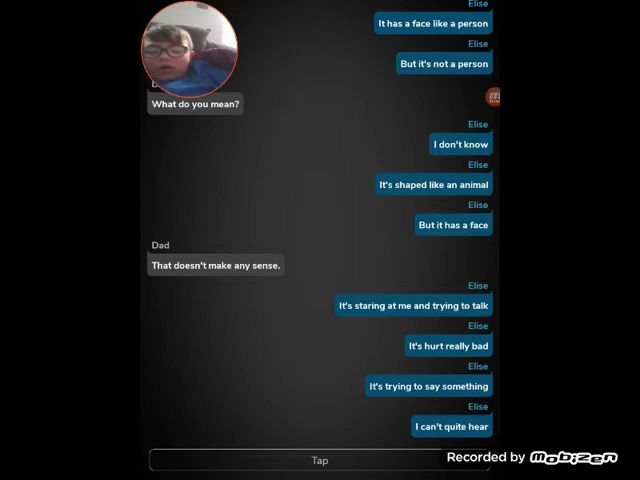 Elise
It has a face like a person
Elise
But it's not a person
What do you mean?
Elise
I don't know
Elise
It's shaped like an animal
Elise
But it has a face
Dad
That doesn't make any sense.
Elise
It's staring at me and trying to talk
Elise
It's hurt really bad
Elise
It's trying to say something
Elise
I can't quite hear
Tap
Recorded by Mobizen